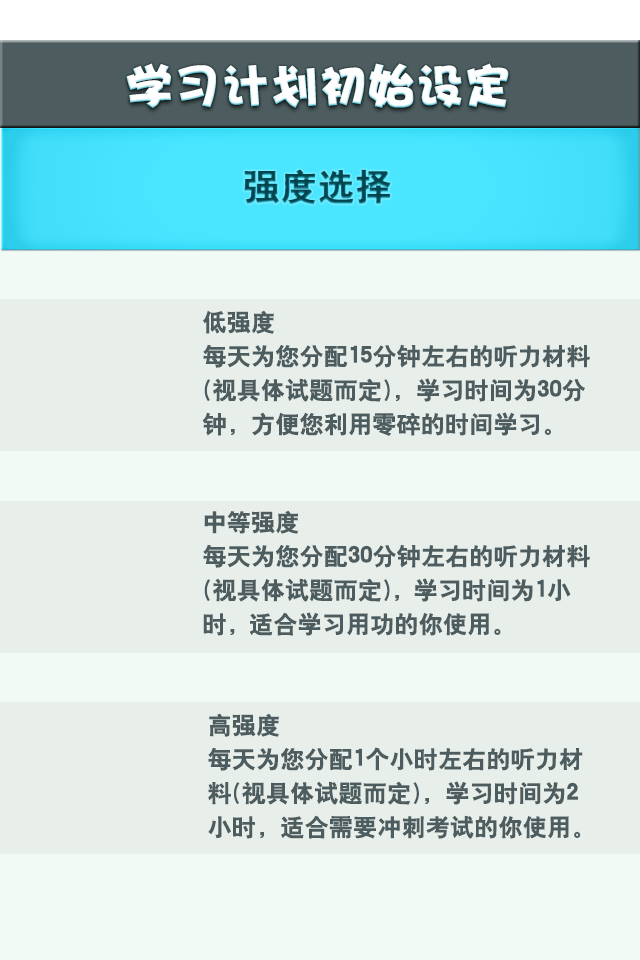 学习计划初始设定
强度选择
低强度
每天为您分配15分钟左右的听力材料
(视具体试题而定)，学习时间为30分
钟，方便您利用零碎的时间学习。
中等强度
每天为您分配30分钟左右的听力材料
(视具体试题而定)，学习时间为1小
时，适合学习用功的你使用。
高强度
每天为您分配1个小时左右的听力材
料(视具体试题而定)，学习时间为2
小时，适合需要冲刺考试的你使用。